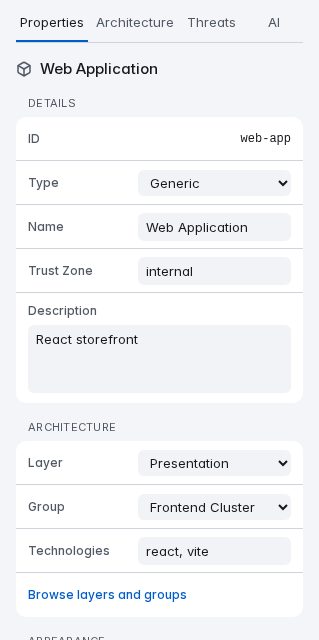 Properties Architecture Threats AI
Web Application
DETAILS
ID web-app
Type Generic
Name Web Application
Trust Zone internal
Description
React storefront
ARCHITECTURE
Layer Presentation
Group Frontend Cluster
Technologies react, vite
Browse layers and groups
APPEARANCE